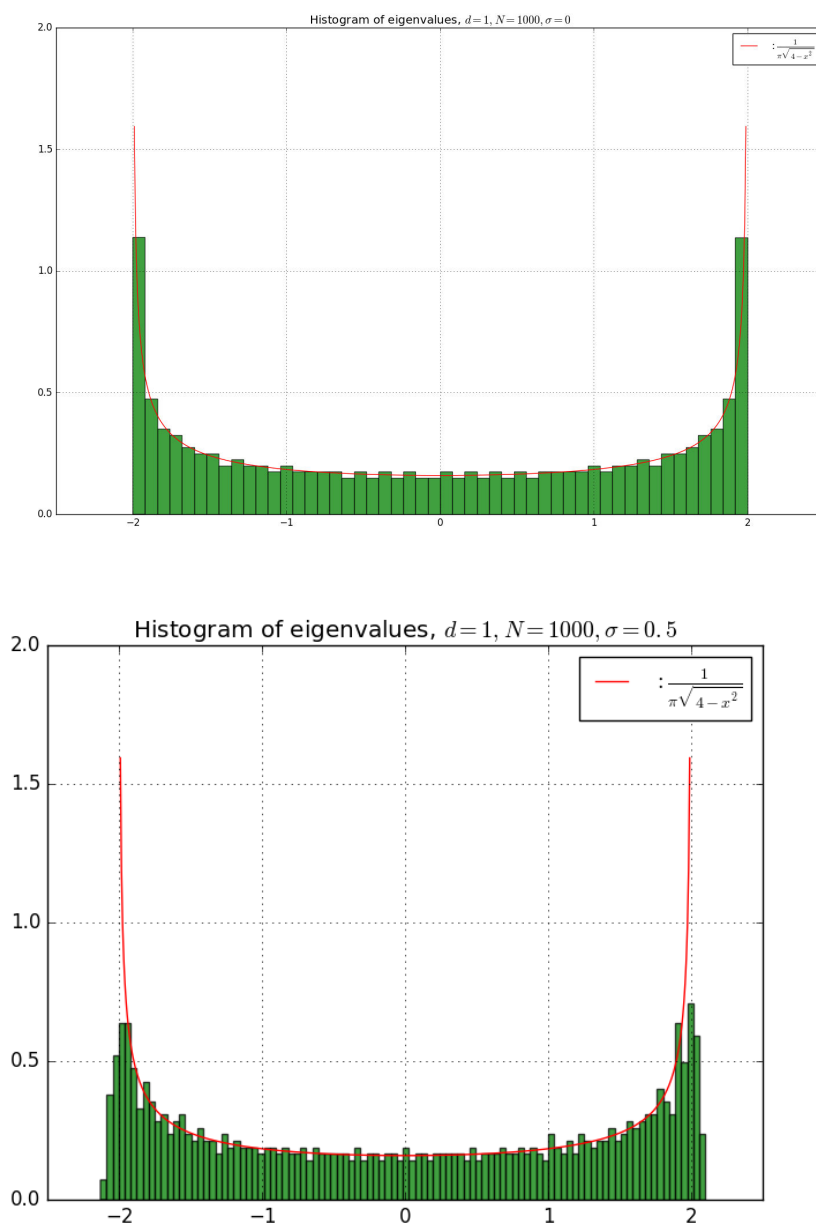 Histogram of eigenvalues, d=1, N=1000, σ=0
2.0
: 1/(π√(4−x²))
1.5
1.0
0.5
0.0
−2 −1 0 1 2
Histogram of eigenvalues, d=1, N=1000, σ=0.5
2.0
: 1/(π√(4−x²))
1.5
1.0
0.5
0.0
−2 −1 0 1 2